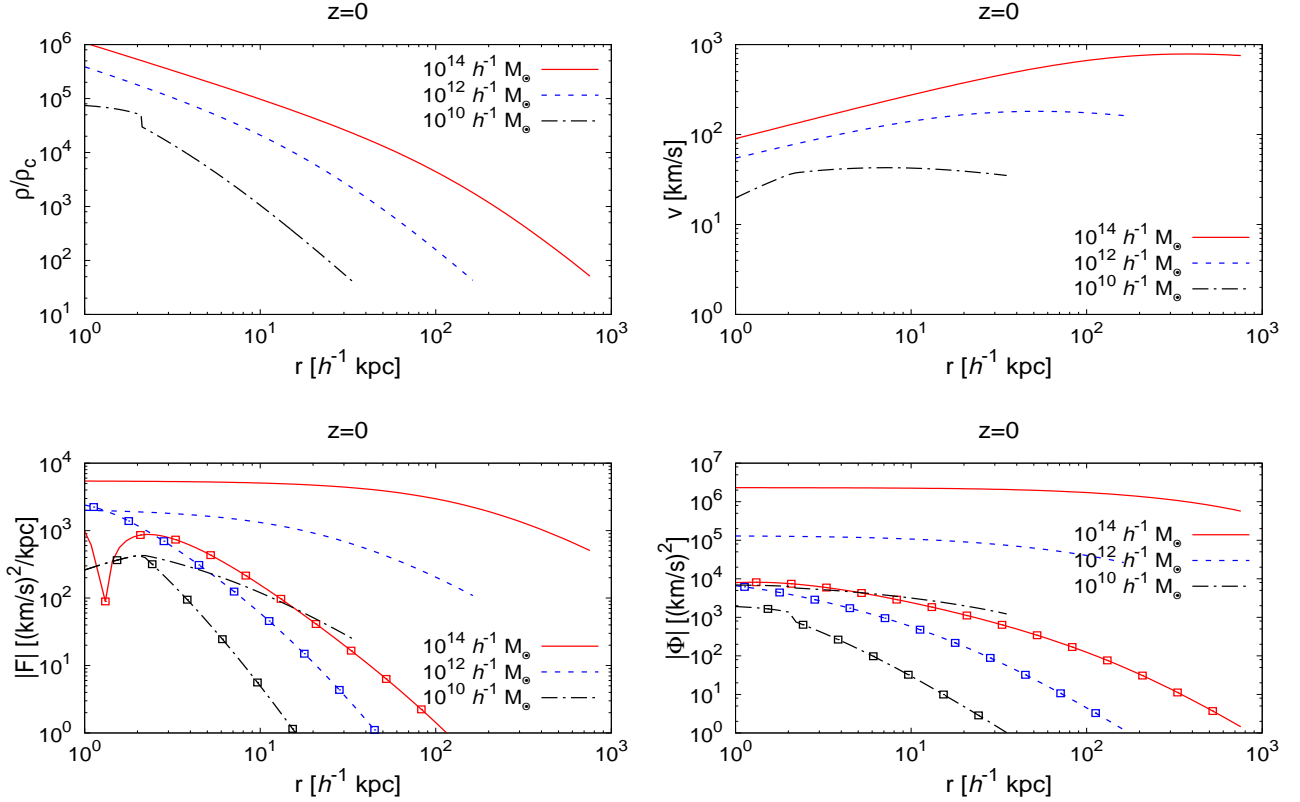 z=0
10^6
10^5
10^4
10^3
10^2
10^1
ρ/ρ_c
10^14 h^-1 M_⊙
10^12 h^-1 M_⊙
10^10 h^-1 M_⊙
10^0 10^1 10^2 10^3
r [h^-1 kpc]
z=0
10^3
10^2
10^1
10^0
v [km/s]
10^14 h^-1 M_⊙
10^12 h^-1 M_⊙
10^10 h^-1 M_⊙
10^0 10^1 10^2 10^3
r [h^-1 kpc]
z=0
10^4
10^3
10^2
10^1
10^0
|F| [(km/s)^2/kpc]
10^14 h^-1 M_⊙
10^12 h^-1 M_⊙
10^10 h^-1 M_⊙
10^0 10^1 10^2 10^3
r [h^-1 kpc]
z=0
10^7
10^6
10^5
10^4
10^3
10^2
10^1
10^0
|Φ| [(km/s)^2]
10^14 h^-1 M_⊙
10^12 h^-1 M_⊙
10^10 h^-1 M_⊙
10^0 10^1 10^2 10^3
r [h^-1 kpc]